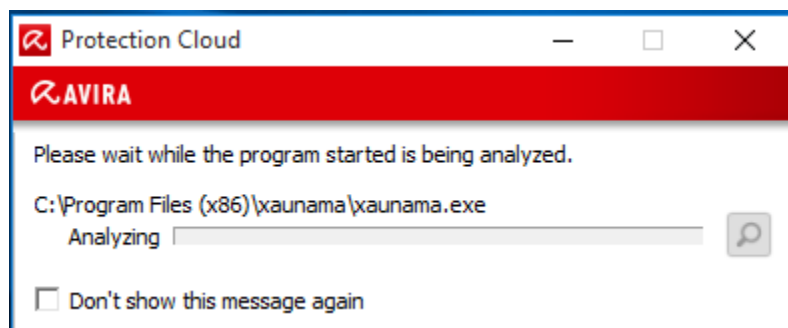 Protection Cloud
AVIRA
Please wait while the program started is being analyzed.
C:\Program Files (x86)\xaunama\xaunama.exe
Analyzing
Don't show this message again